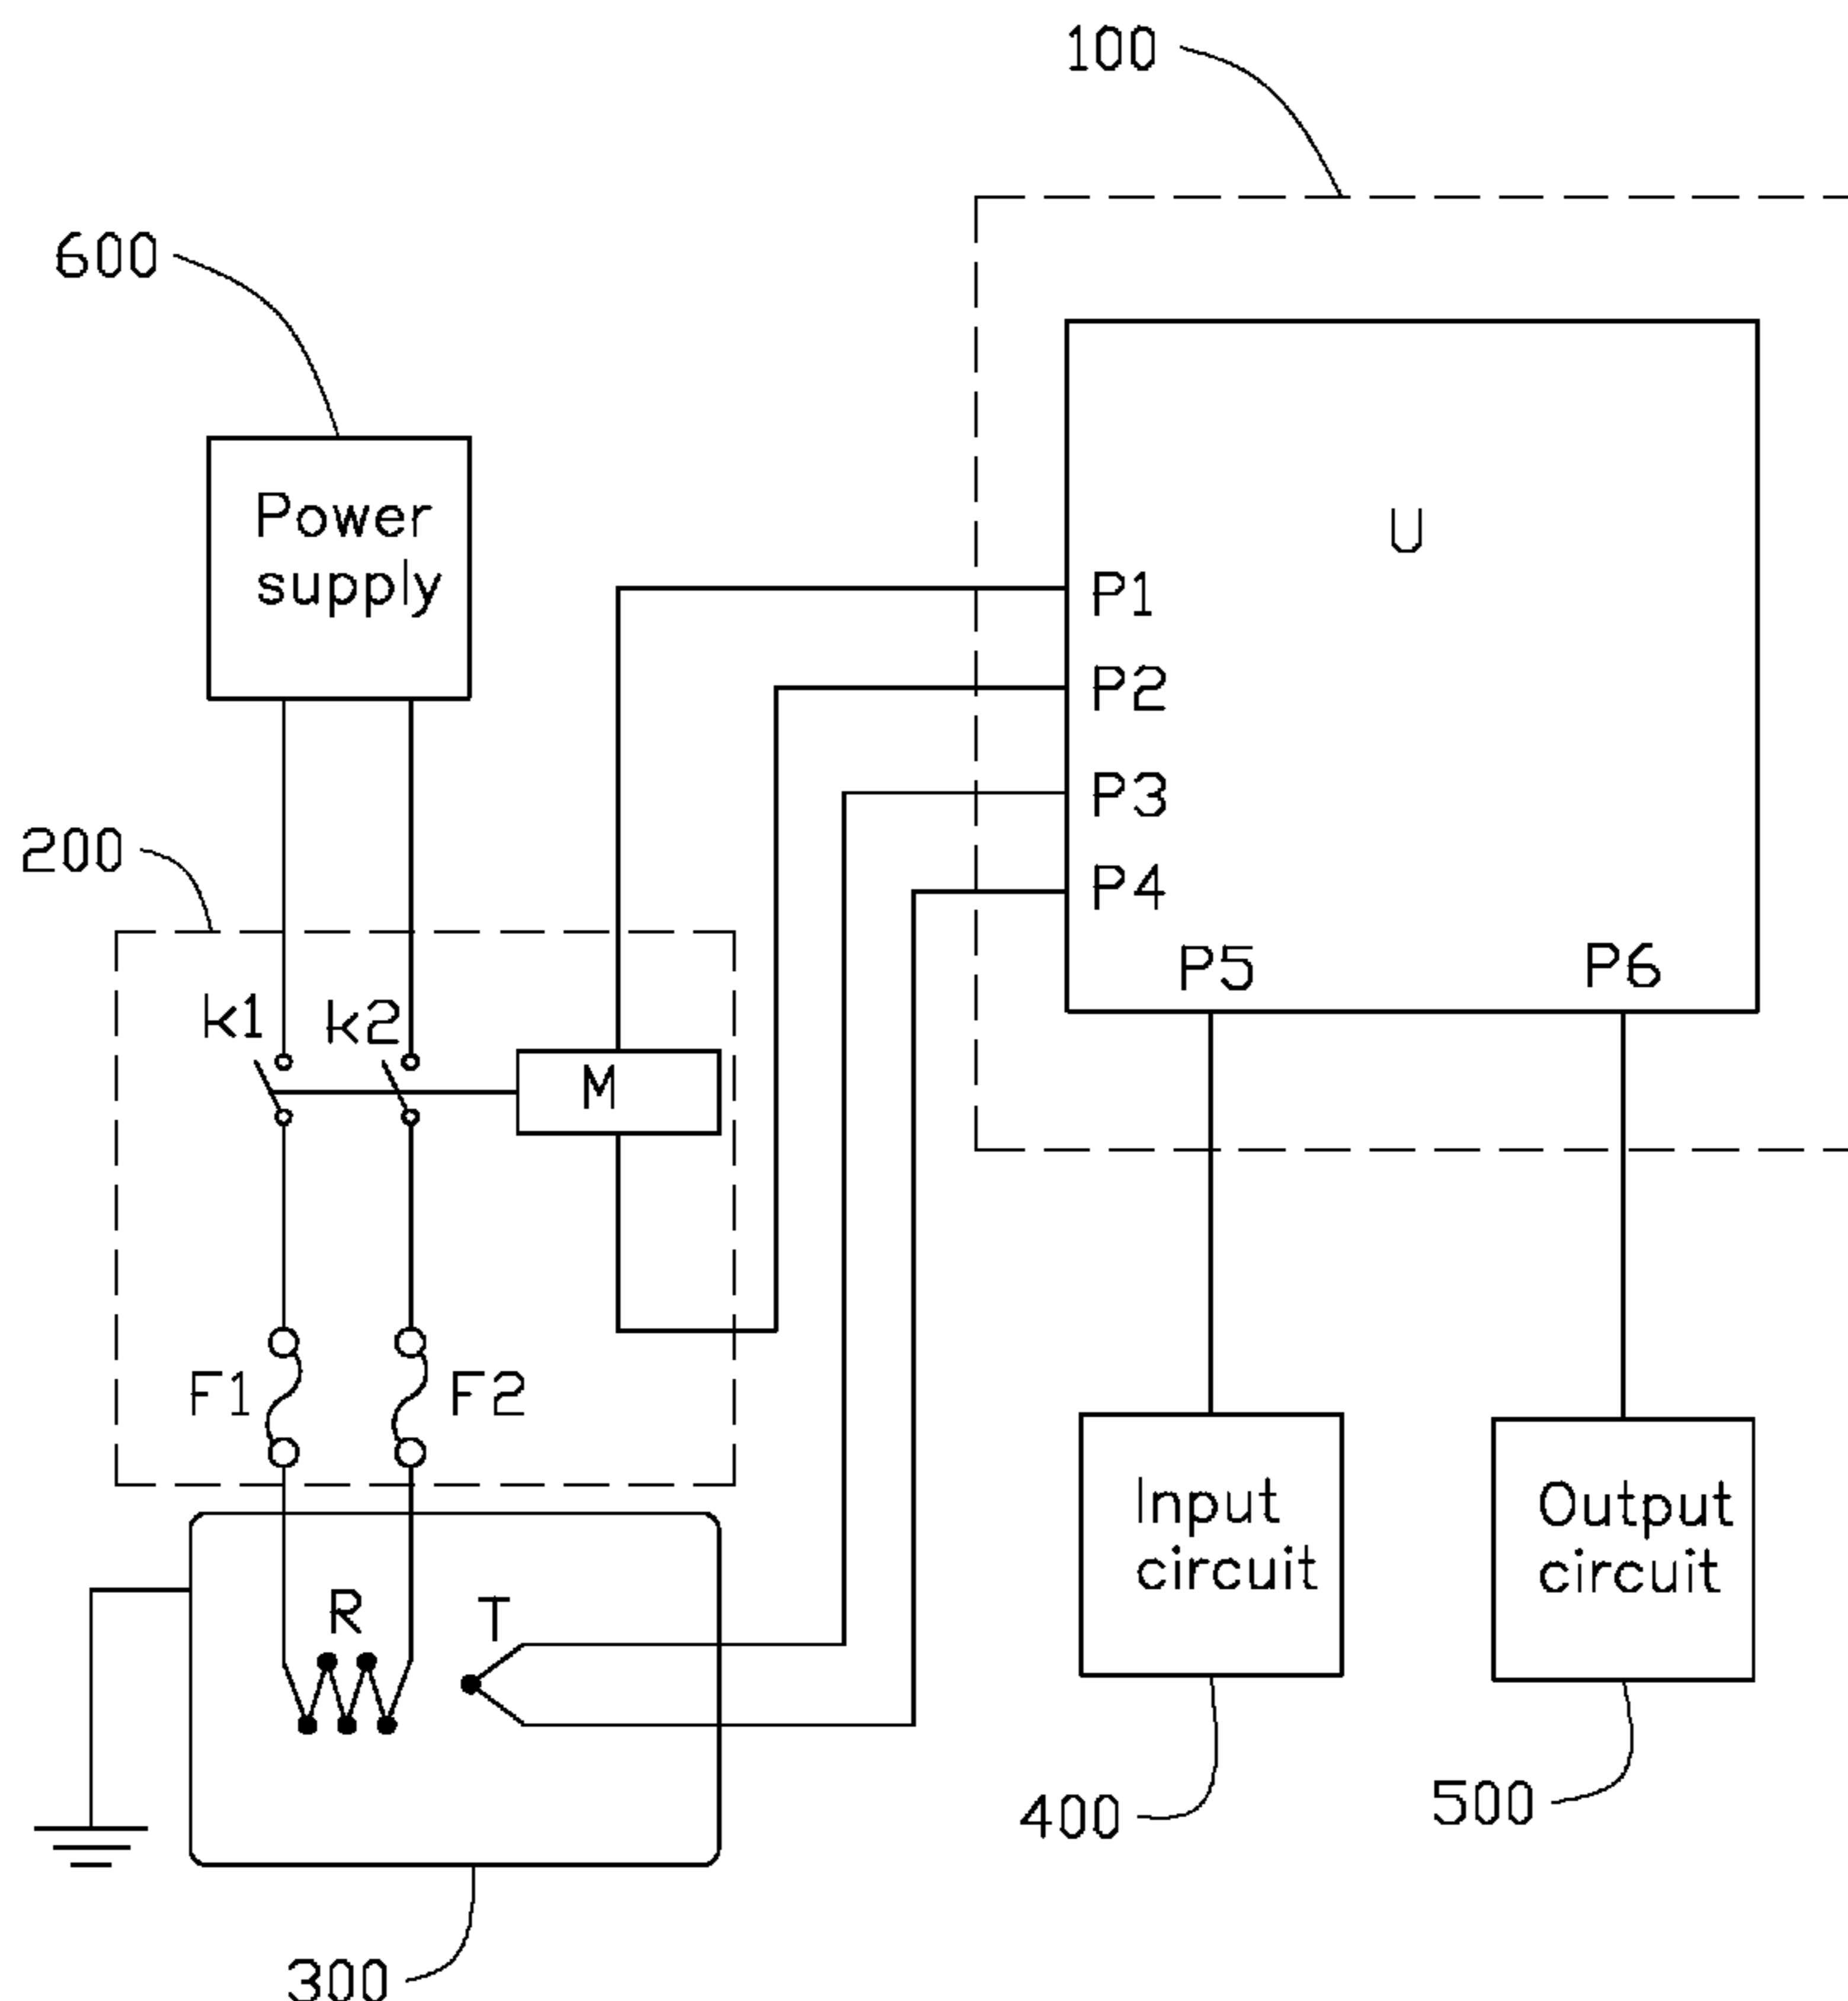 100
600
Power
supply
U
P1
P2
P3
P4
P5
P6
200
k1
k2
M
F1
F2
R
T
Input
circuit
Output
circuit
400
500
300